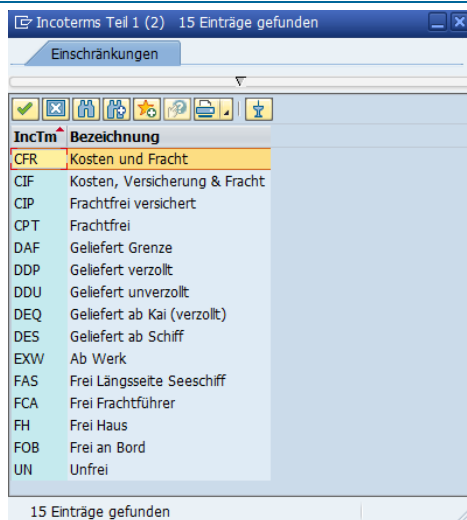 Incoterms Teil 1 (2) 15 Einträge gefunden
Einschränkungen
IncTm Bezeichnung
CFR Kosten und Fracht
CIF Kosten, Versicherung & Fracht
CIP Frachtfrei versichert
CPT Frachtfrei
DAF Geliefert Grenze
DDP Geliefert verzollt
DDU Geliefert unverzollt
DEQ Geliefert ab Kai (verzollt)
DES Geliefert ab Schiff
EXW Ab Werk
FAS Frei Längsseite Seeschiff
FCA Frei Frachtführer
FH Frei Haus
FOB Frei an Bord
UN Unfrei
15 Einträge gefunden